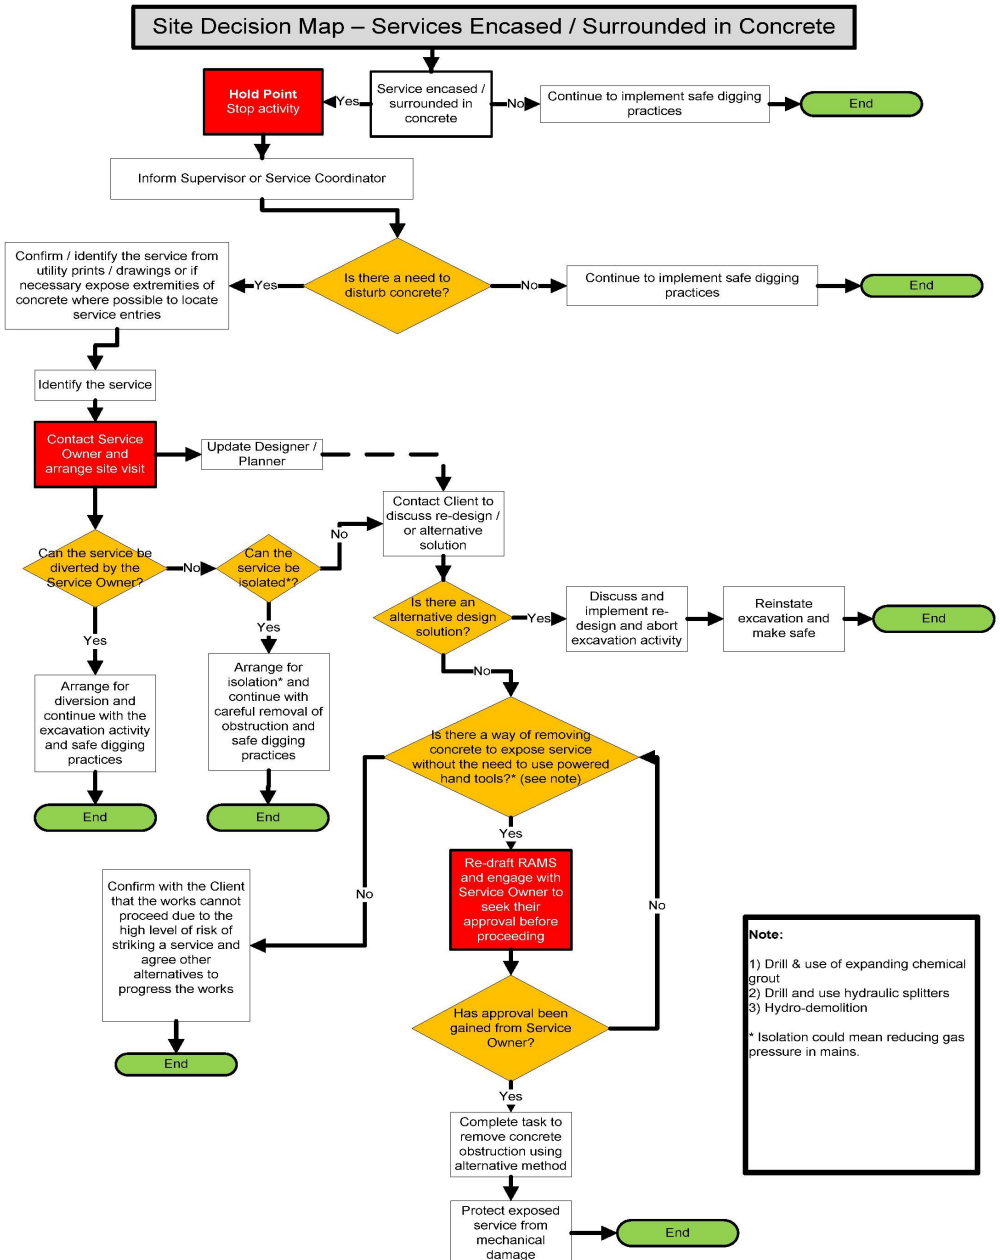 Site Decision Map – Services Encased / Surrounded in Concrete
Hold Point
Stop activity
Yes
Service encased /
surrounded in
concrete
No
Continue to implement safe digging
practices
End
Inform Supervisor or Service Coordinator
Confirm / identify the service from
utility prints / drawings or if
necessary expose extremities of
concrete where possible to locate
service entries
Yes
Is there a need to
disturb concrete?
No
Continue to implement safe digging
practices
End
Identify the service
Contact Service
Owner and
arrange site visit
Update Designer /
Planner
Contact Client to
discuss re-design /
or alternative
solution
Can the service be
diverted by the
Service Owner?
No
Can the
service be
isolated*?
No
Is there an
alternative design
solution?
Yes
Discuss and
implement re-
design and abort
excavation activity
Reinstate
excavation and
make safe
End
Yes
Yes
No
Arrange for
diversion and
continue with the
excavation activity
and safe digging
practices
Arrange for
isolation* and
continue with
careful removal of
obstruction and
safe digging
practices
Is there a way of removing
concrete to expose service
without the need to use powered
hand tools?* (see note)
End
End
Yes
No
Confirm with the Client
that the works cannot
proceed due to the
high level of risk of
striking a service and
agree other
alternatives to
progress the works
End
Re-draft RAMS
and engage with
Service Owner to
seek their
approval before
proceeding
No
Has approval been
gained from Service
Owner?
Yes
Complete task to
remove concrete
obstruction using
alternative method
Protect exposed
service from
mechanical
damage
End
Note:
1) Drill & use of expanding chemical
grout
2) Drill and use hydraulic splitters
3) Hydro-demolition
* Isolation could mean reducing gas
pressure in mains.